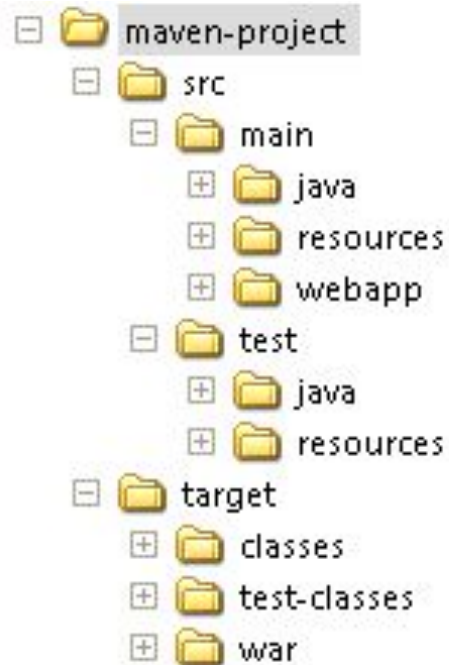 maven-project
src
main
java
resources
webapp
test
java
resources
target
classes
test-classes
war